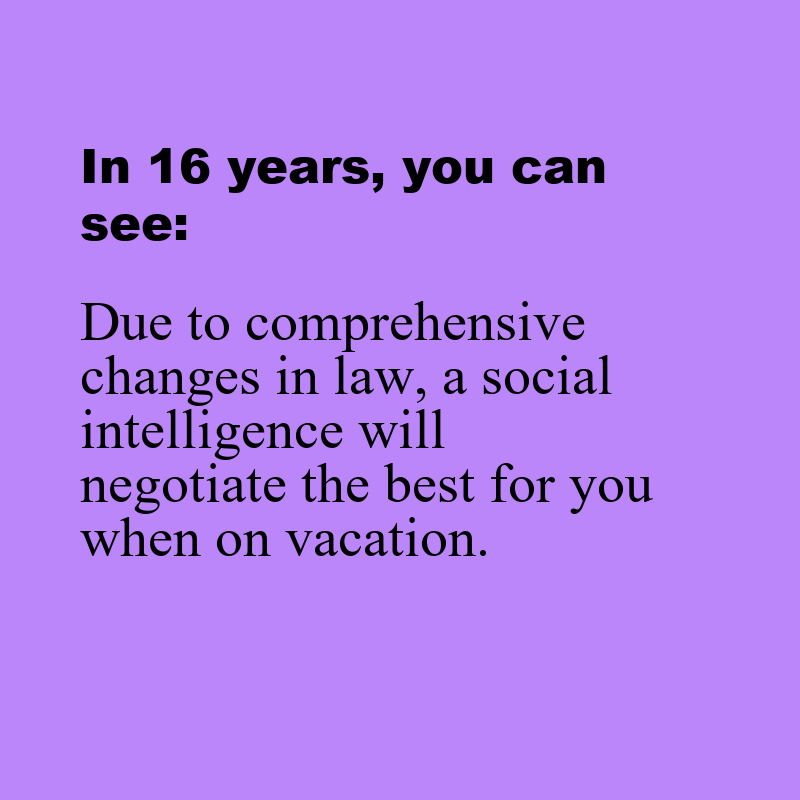 In 16 years, you can
see:
Due to comprehensive
changes in law, a social
intelligence will
negotiate the best for you
when on vacation.